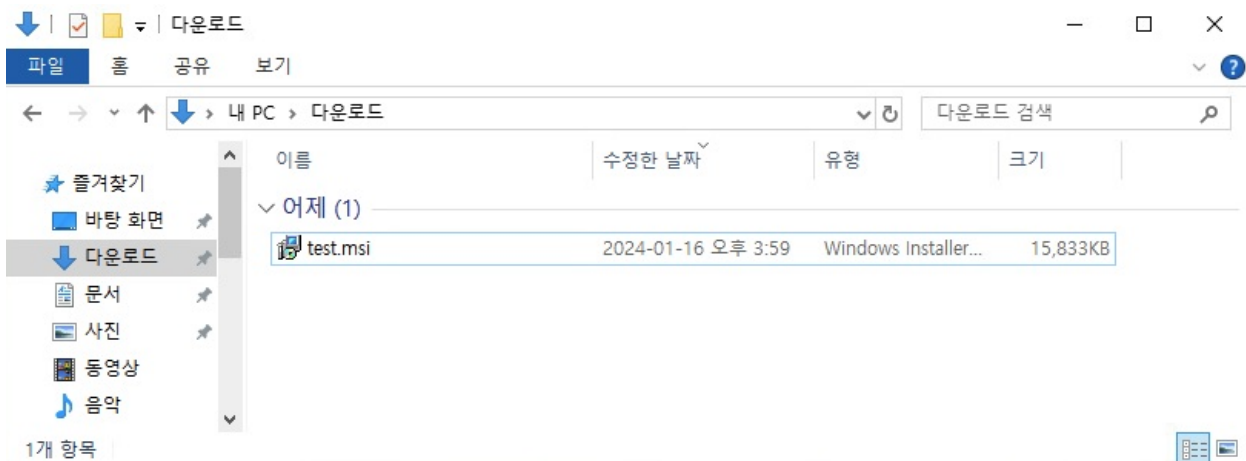 다운로드
파일 홈 공유 보기
내 PC › 다운로드 다운로드 검색
이름 수정한 날짜 유형 크기
즐겨찾기
어제 (1)
바탕 화면
test.msi 2024-01-16 오후 3:59 Windows Installer... 15,833KB
다운로드
문서
사진
동영상
음악
1개 항목